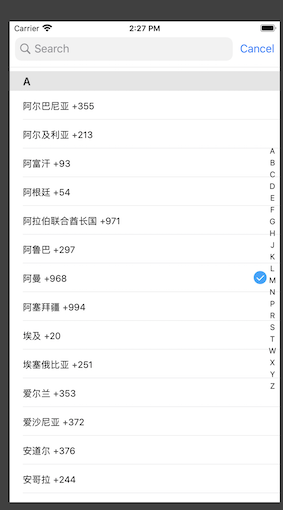 Carrier 2:27 PM
Search Cancel
A
阿尔巴尼亚 +355
阿尔及利亚 +213
阿富汗 +93
阿根廷 +54
阿拉伯联合酋长国 +971
阿鲁巴 +297
阿曼 +968
阿塞拜疆 +994
埃及 +20
埃塞俄比亚 +251
爱尔兰 +353
爱沙尼亚 +372
安道尔 +376
安哥拉 +244
A
B
C
D
E
F
G
H
J
K
L
M
N
P
R
S
T
W
X
Y
Z